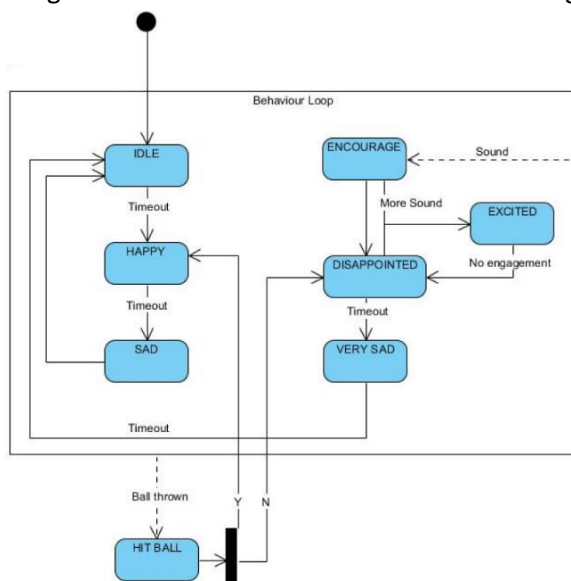 Behaviour Loop
IDLE
ENCOURAGE
Sound
Timeout
More Sound
EXCITED
HAPPY
DISAPPOINTED
No engagement
Timeout
Timeout
SAD
VERY SAD
Timeout
Ball thrown
Y
N
HIT BALL